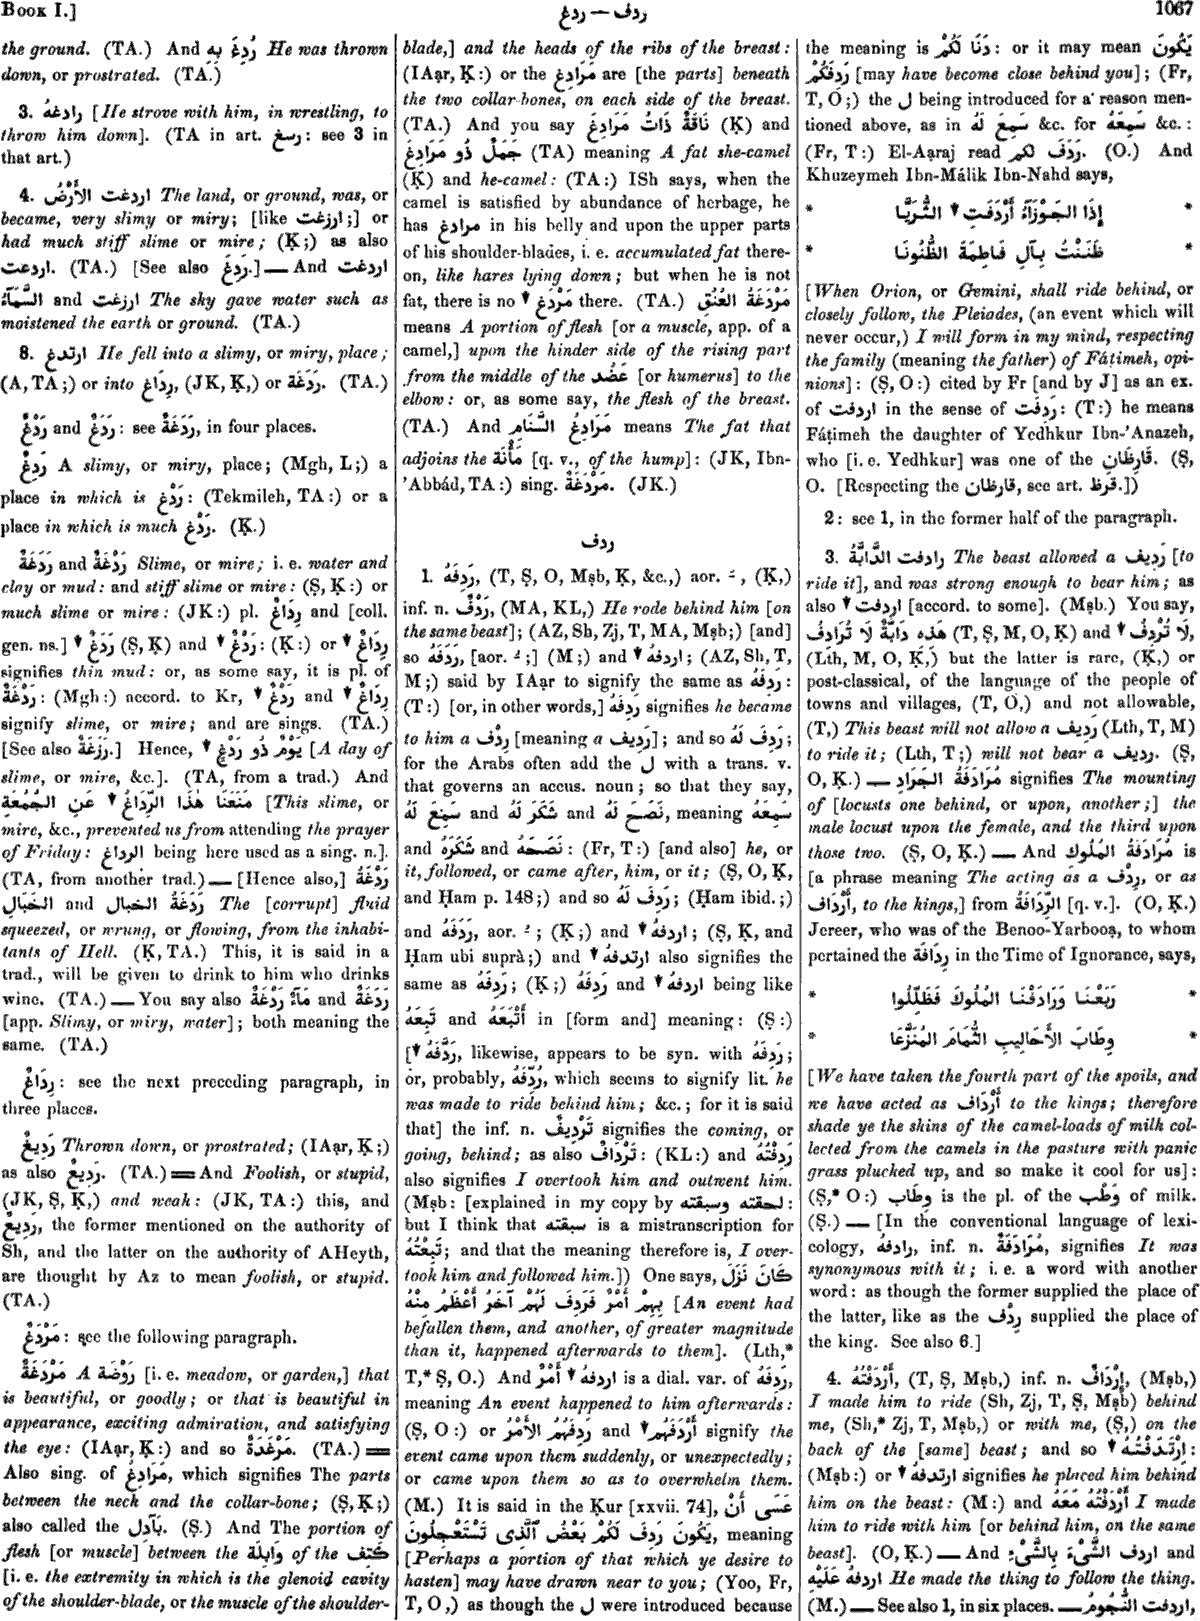 BOOK I.]
ردغ — ردف
1067
the ground. (TA.) And رُدِغَ بِهِ He was thrown
down, or prostrated. (TA.)
3. رادغهُ [He strove with him, in wrestling, to
throw him down]. (TA in art. رسغ: see 3 in
that art.)
4. اردغت الأَرْضُ The land, or ground, was, or
became, very slimy or miry; [like ارزغت;] or
had much stiff slime or mire; (Ḳ;) as also
اردعت. (TA.) [See also رَدِغَ.] — And اردغت
السَّمَآءُ and ارزغت The sky gave water such as
moistened the earth or ground. (TA.)
8. ارتدغ He fell into a slimy, or miry, place;
(A, TA;) or into رِدَاغ, (JK, Ḳ,) or رَدَغَة. (TA.)
رَدْغٌ and رَدَغٌ: see رَدَغَةٌ, in four places.
رَدِغٌ A slimy, or miry, place; (Mgh, L;) a
place in which is رَدْغ: (Tekmileh, TA:) or a
place in which is much رَدْغ. (Ḳ.)
رَدَغَةٌ and رَدْغَةٌ Slime, or mire; i. e. water and
clay or mud: and stiff slime or mire: (Ṣ, Ḳ:) or
much slime or mire: (JK:) pl. رِدَاغٌ and [coll.
gen. ns.] ▼ رَدَغٌ (Ṣ, Ḳ) and ▼ رَدْغٌ: (Ḳ:) or ▼ رِدَاغٌ
signifies thin mud: or, as some say, it is pl. of
رَدْغَةٌ: (Mgh:) accord. to Kr, ▼ رَدْغٌ and ▼ رِدَاغٌ
signify slime, or mire; and are sings. (TA.)
[See also رَزَغَةٌ.] Hence, ▼ يَوْمٌ ذُو رَدْغٍ [A day of
slime, or mire, &c.]. (TA, from a trad.) And
مَنَعَنَا هٰذَا الرِّدَاغُ ▼ عَنِ الجُمُعَةِ [This slime, or
mire, &c., prevented us from attending the prayer
of Friday: الرداغ being here used as a sing. n.].
(TA, from another trad.) — [Hence also,] رَدْغَةُ
الخَبَالِ and رَدَغَةُ الخبال The [corrupt] fluid
squeezed, or wrung, or flowing, from the inhabi-
tants of Hell. (Ḳ, TA.) This, it is said in a
trad., will be given to drink to him who drinks
wine. (TA.) — You say also مَآءٌ رَدْغَةٌ and رَدَغَةٌ
[app. Slimy, or miry, water]; both meaning the
same. (TA.)
رِدَاغٌ: see the next preceding paragraph, in
three places.
رَدِيغٌ Thrown down, or prostrated; (IAạr, Ḳ;)
as also رَدِيعٌ. (TA.) = And Foolish, or stupid,
(JK, Ṣ, Ḳ,) and weak: (JK, TA:) this, and
رَدِيعٌ, the former mentioned on the authority of
Sh, and the latter on the authority of AHeyth,
are thought by Az to mean foolish, or stupid.
(TA.)
مَرْدَغٌ: see the following paragraph.
مَرْدَغَةٌ A رَوْضَة [i. e. meadow, or garden,] that
is beautiful, or goodly; or that is beautiful in
appearance, exciting admiration, and satisfying
the eye: (IAạr, Ḳ:) and so مَرْغَدَةٌ. (TA.) =
Also sing. of مَرَادِغُ, which signifies The parts
between the neck and the collar-bone; (Ṣ, Ḳ;)
also called the بَآدِل. (Ṣ.) And The portion of
flesh [or muscle] between the وَابِلَة of the كَتِف
[i. e. the extremity in which is the glenoid cavity
of the shoulder-blade, or the muscle of the shoulder-
blade,] and the heads of the ribs of the breast:
(IAạr, Ḳ:) or the مَرَادِغ are [the parts] beneath
the two collar-bones, on each side of the breast.
(TA.) And you say نَاقَةٌ ذَاتُ مَرَادِغَ (Ḳ) and
جَمَلٌ ذُو مَرَادِغَ (TA) meaning A fat she-camel
(Ḳ) and he-camel: (TA:) ISh says, when the
camel is satisfied by abundance of herbage, he
has مرادغ in his belly and upon the upper parts
of his shoulder-blades, i. e. accumulated fat there-
on, like hares lying down; but when he is not
fat, there is no ▼ مَرْدَغ there. (TA.) مَرْدَغَةُ العُنُقِ
means A portion of flesh [or a muscle, app. of a
camel,] upon the hinder side of the rising part
from the middle of the عَضُد [or humerus] to the
elbow: or, as some say, the flesh of the breast.
(TA.) And مَرَادِغُ السَّنَامِ means The fat that
adjoins the مَأْنَة [q. v., of the hump]: (JK, Ibn-
'Abbád, TA:) sing. مَرْدَغَةٌ. (JK.)
ردف
1. رَدِفَهُ, (T, Ṣ, O, Mṣb, Ḳ, &c.,) aor. ـَ , (Ḳ,)
inf. n. رَدْفٌ, (MA, KL,) He rode behind him [on
the same beast]; (AZ, Sh, Zj, T, MA, Mṣb;) [and]
so رَدَفَهُ, [aor. ـُ ;] (M;) and ▼ اردفهُ; (AZ, Sh, T,
M;) said by IAạr to signify the same as رَدِفَهُ:
(T:) [or, in other words,] رَدِفَهُ signifies he became
to him a رِدْف [meaning a رَدِيف]; and so رَدِفَ لَهُ;
for the Arabs often add the ل with a trans. v.
that governs an accus. noun; so that they say,
سَمِعَ لَهُ and شَكَرَ لَهُ and نَصَحَ لَهُ, meaning سَمِعَهُ
and شَكَرَهُ and نَصَحَهُ: (Fr, T:) [and also] he, or
it, followed, or came after, him, or it; (Ṣ, O, Ḳ,
and Ḥam p. 148;) and so رَدِفَ لَهُ; (Ḥam ibid.;)
and رَدَفَهُ, aor. ـُ ; (Ḳ;) and ▼ اردفهُ; (Ṣ, Ḳ, and
Ḥam ubi suprà;) and ▼ ارتدفهُ also signifies the
same as رَدِفَهُ; (Ḳ;) رَدِفَهُ and ▼ اردفهُ being like
تَبِعَهُ and أَتْبَعَهُ in [form and] meaning: (Ṣ:)
[▼ رَدَّفَهُ, likewise, appears to be syn. with رَدِفَهُ;
or, probably, رُدِّفَهُ, which seems to signify lit. he
was made to ride behind him; &c.; for it is said
that] the inf. n. تَرْدِيفٌ signifies the coming, or
going, behind; as also تَرْدَافٌ: (KL:) and رَدِفْتُهُ
also signifies I overtook him and outwent him.
(Mṣb: [explained in my copy by لحقته وسبقته:
but I think that سبقته is a mistranscription for
تَبِعْتُهُ; and that the meaning therefore is, I over-
took him and followed him.]) One says, كَانَ نَزَلَ
بِهِمْ أَمْرٌ فَرَدِفَ لَهُمْ آخَرُ أَعْظَمُ مِنْهُ [An event had
befallen them, and another, of greater magnitude
than it, happened afterwards to them]. (Lth,*
T,* Ṣ, O.) And اردفهُ ▼ أَمْرٌ is a dial. var. of رَدِفَهُ,
meaning An event happened to him afterwards:
(Ṣ, O:) or رَدِفَهُمُ الأَمْرُ and ▼ أَرْدَفَهُم signify the
event came upon them suddenly, or unexpectedly;
or came upon them so as to overwhelm them.
(M.) It is said in the Ḳur [xxvii. 74], عَسَى أَنْ
يَكُونَ رَدِفَ لَكُمْ بَعْضُ ٱلَّذِى تَسْتَعْجِلُونَ, meaning
[Perhaps a portion of that which ye desire to
hasten] may have drawn near to you; (Yoo, Fr,
T, O,) as though the ل were introduced because
the meaning is دَنَا لَكُمْ: or it may mean يَكُونَ
رَدِفَكُمْ [may have become close behind you]; (Fr,
T, O;) the ل being introduced for a reason men-
tioned above, as in سَمِعَ لَهُ &c. for سَمِعَهُ &c.:
(Fr, T:) El-Aạraj read رَدَفَ لكم. (O.) And
Khuzeymeh Ibn-Málik Ibn-Nahd says,
* إِذَا الجَوْزَآءُ أَرْدَفَتِ ▼ الثُّرَيَّا *
* ظَنَنْتُ بِآلِ فَاطِمَةَ الظُّنُونَا *
[When Orion, or Gemini, shall ride behind, or
closely follow, the Pleiades, (an event which will
never occur,) I will form in my mind, respecting
the family (meaning the father) of Fáṭimeh, opi-
nions]: (Ṣ, O:) cited by Fr [and by J] as an ex.
of اردفت in the sense of رَدِفَت: (T:) he means
Fáṭimeh the daughter of Yedhkur Ibn-'Anazeh,
who [i. e. Yedhkur] was one of the قَارِظَانِ. (Ṣ,
O. [Respecting the قارظان, see art. قرظ.])
2: see 1, in the former half of the paragraph.
3. رادفت الدَّابَّةُ The beast allowed a رَدِيف [to
ride it], and was strong enough to bear him; as
also ▼ اردفت [accord. to some]. (Mṣb.) You say,
هٰذِهِ دَابَّةٌ لَا تُرَادِفُ (T, Ṣ, M, O, Ḳ) and ▼ لَا تُرْدِفُ,
(Lth, M, O, Ḳ,) but the latter is rare, (Ḳ,) or
post-classical, of the language of the people of
towns and villages, (T, O,) and not allowable,
(T,) This beast will not allow a رَدِيف (Lth, T, M)
to ride it; (Lth, T;) will not bear a رديف. (Ṣ,
O, Ḳ.) — مُرَادَفَةُ الجَرَادِ signifies The mounting
of [locusts one behind, or upon, another;] the
male locust upon the female, and the third upon
those two. (Ṣ, O, Ḳ.) — And مُرَادَفَةُ المُلُوكِ is
[a phrase meaning The acting as a رِدْف, or as
أَرْدَاف, to the kings,] from الرِّدَافَةُ [q. v.]. (O, Ḳ.)
Jereer, who was of the Benoo-Yarbooạ, to whom
pertained the رِدَافَة in the Time of Ignorance, says,
* رَبَعْنَا وَرَادَفْنَا المُلُوكَ فَظَلِّلُوا *
* وِطَابَ الأَحَالِيبِ الثُّمَامَ المُنَزَّعَا *
[We have taken the fourth part of the spoils, and
we have acted as أَرْدَاف to the kings; therefore
shade ye the skins of the camel-loads of milk col-
lected from the camels in the pasture with panic
grass plucked up, and so make it cool for us]:
(Ṣ,* O:) وِطَاب is the pl. of the وَطْب of milk.
(Ṣ.) — [In the conventional language of lexi-
cology, رادفهُ, inf. n. مُرَادَفَةٌ, signifies It was
synonymous with it; i. e. a word with another
word: as though the former supplied the place of
the latter, like as the رِدْف supplied the place of
the king. See also 6.]
4. أَرْدَفْتُهُ, (T, Ṣ, Mṣb,) inf. n. إِرْدَافٌ, (Mṣb,)
I made him to ride (Sh, Zj, T, Ṣ, Mṣb) behind
me, (Sh,* Zj, T, Mṣb,) or with me, (Ṣ,) on the
back of the [same] beast; and so ▼ اِرْتَدَفْتُهُ:
(Mṣb:) or ▼ ارتدفهُ signifies he placed him behind
him on the beast: (M:) and أَرْدَفْتُهُ مَعَهُ I made
him to ride with him [or behind him, on the same
beast]. (O, Ḳ.) — And اردف الشَّىْءَ بِالشَّىْءِ and
اردفهُ عَلَيْهِ He made the thing to follow the thing.
(M.) — See also 1, in six places. — اردفت النُّجُومُ,